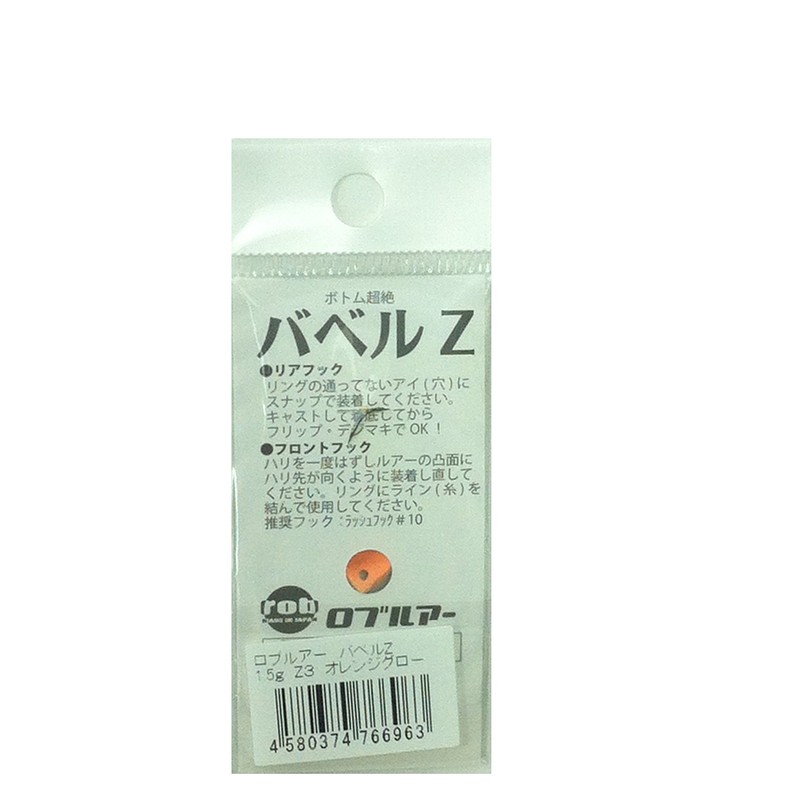 ボトム超絶
バベル Z
●リアフック
リングの通ってないアイ(穴)に
スナップで装着してください。
キャストして着底してから
フリップ・デジマキでOK!
●フロントフック
ハリを一度はずしルアーの凸面に
ハリ先が向くように装着し直して
ください。リングにライン(糸)を
結んで使用してください。
推奨フック:ラッシュフック#10
rob
MADE IN JAPAN
ロブルアー
ロブルアー バベルZ
1.5g Z3 オレンジグロー
4 580374 766963